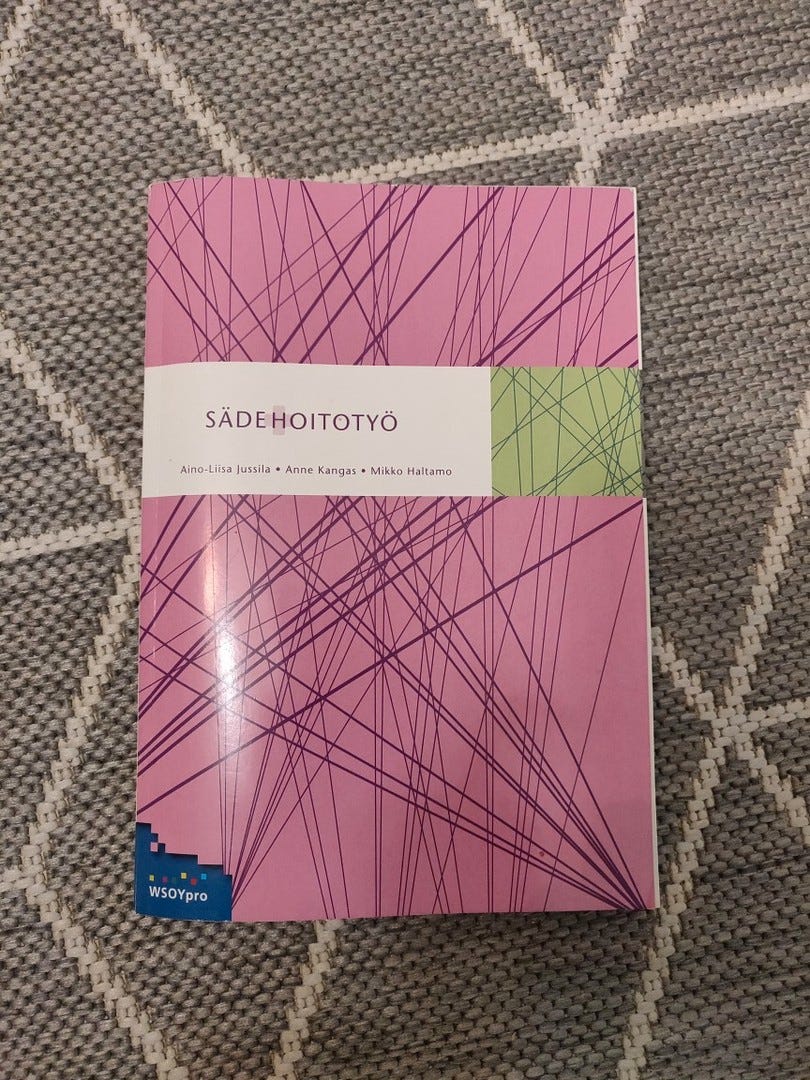 SÄDEHOITOTYÖ
Aino-Liisa Jussila • Anne Kangas • Mikko Haltamo
WSOYpro